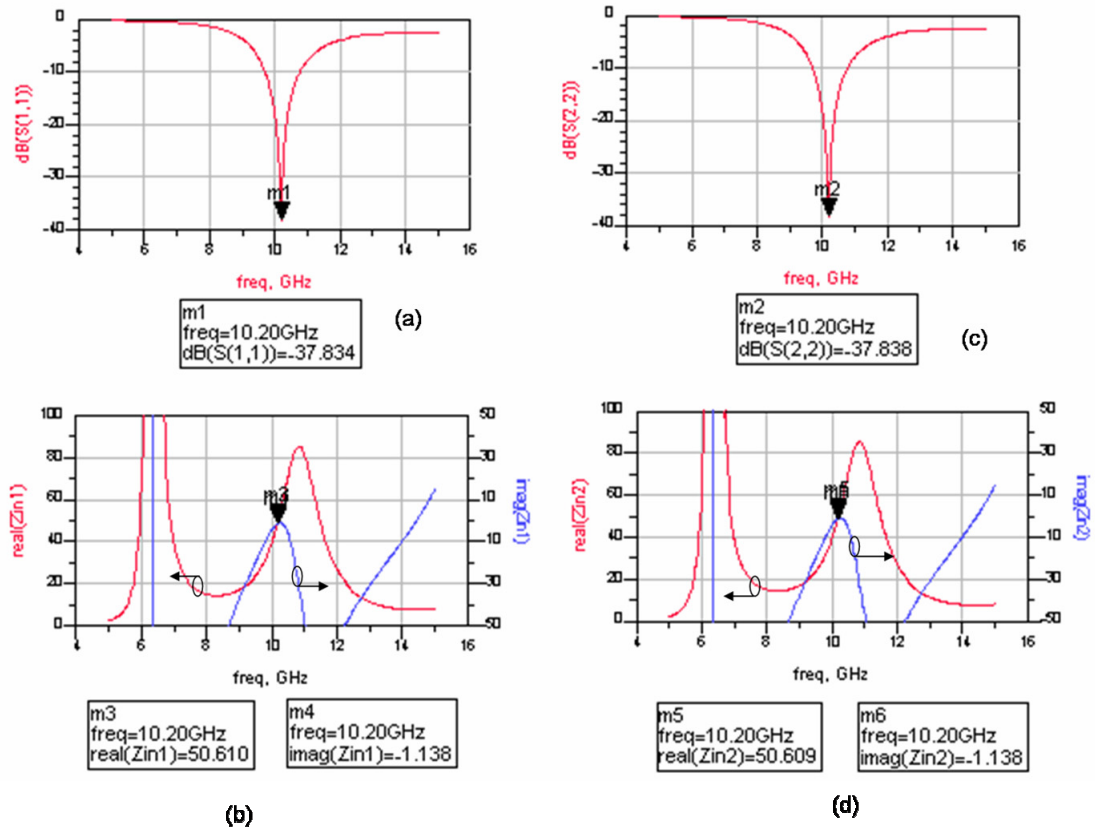 0
-10
-20
-30
-40
dB(S(1,1))
m1
4 6 8 10 12 14 16
freq, GHz
m1
freq=10.20GHz
dB(S(1,1))=-37.834
(a)
0
-10
-20
-30
-40
dB(S(2,2))
m2
4 6 8 10 12 14 16
freq, GHz
m2
freq=10.20GHz
dB(S(2,2))=-37.838
(c)
100
80
60
40
20
0
real(Zin1)
50
30
10
-10
-30
-50
imag(Zin1)
4 6 8 10 12 14 16
freq, GHz
m3
freq=10.20GHz
real(Zin1)=50.610
m4
freq=10.20GHz
imag(Zin1)=-1.138
(b)
100
80
60
40
20
0
real(Zin2)
50
30
10
-10
-30
-50
imag(Zin2)
4 6 8 10 12 14 16
freq, GHz
m5
freq=10.20GHz
real(Zin2)=50.609
m6
freq=10.20GHz
imag(Zin2)=-1.138
(d)